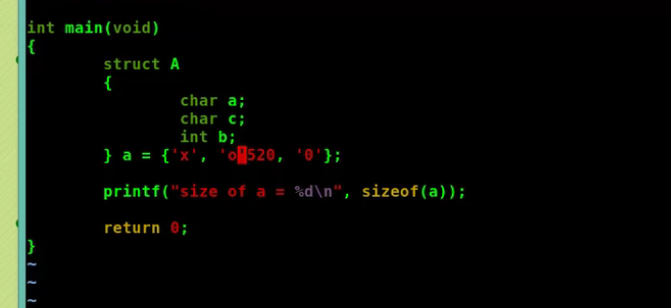 int main(void)
{
struct A
{
char a;
char c;
int b;
} a = {'x', 'o'520, '0'};
printf("size of a = %d\n", sizeof(a));
return 0;
}
~
~
~